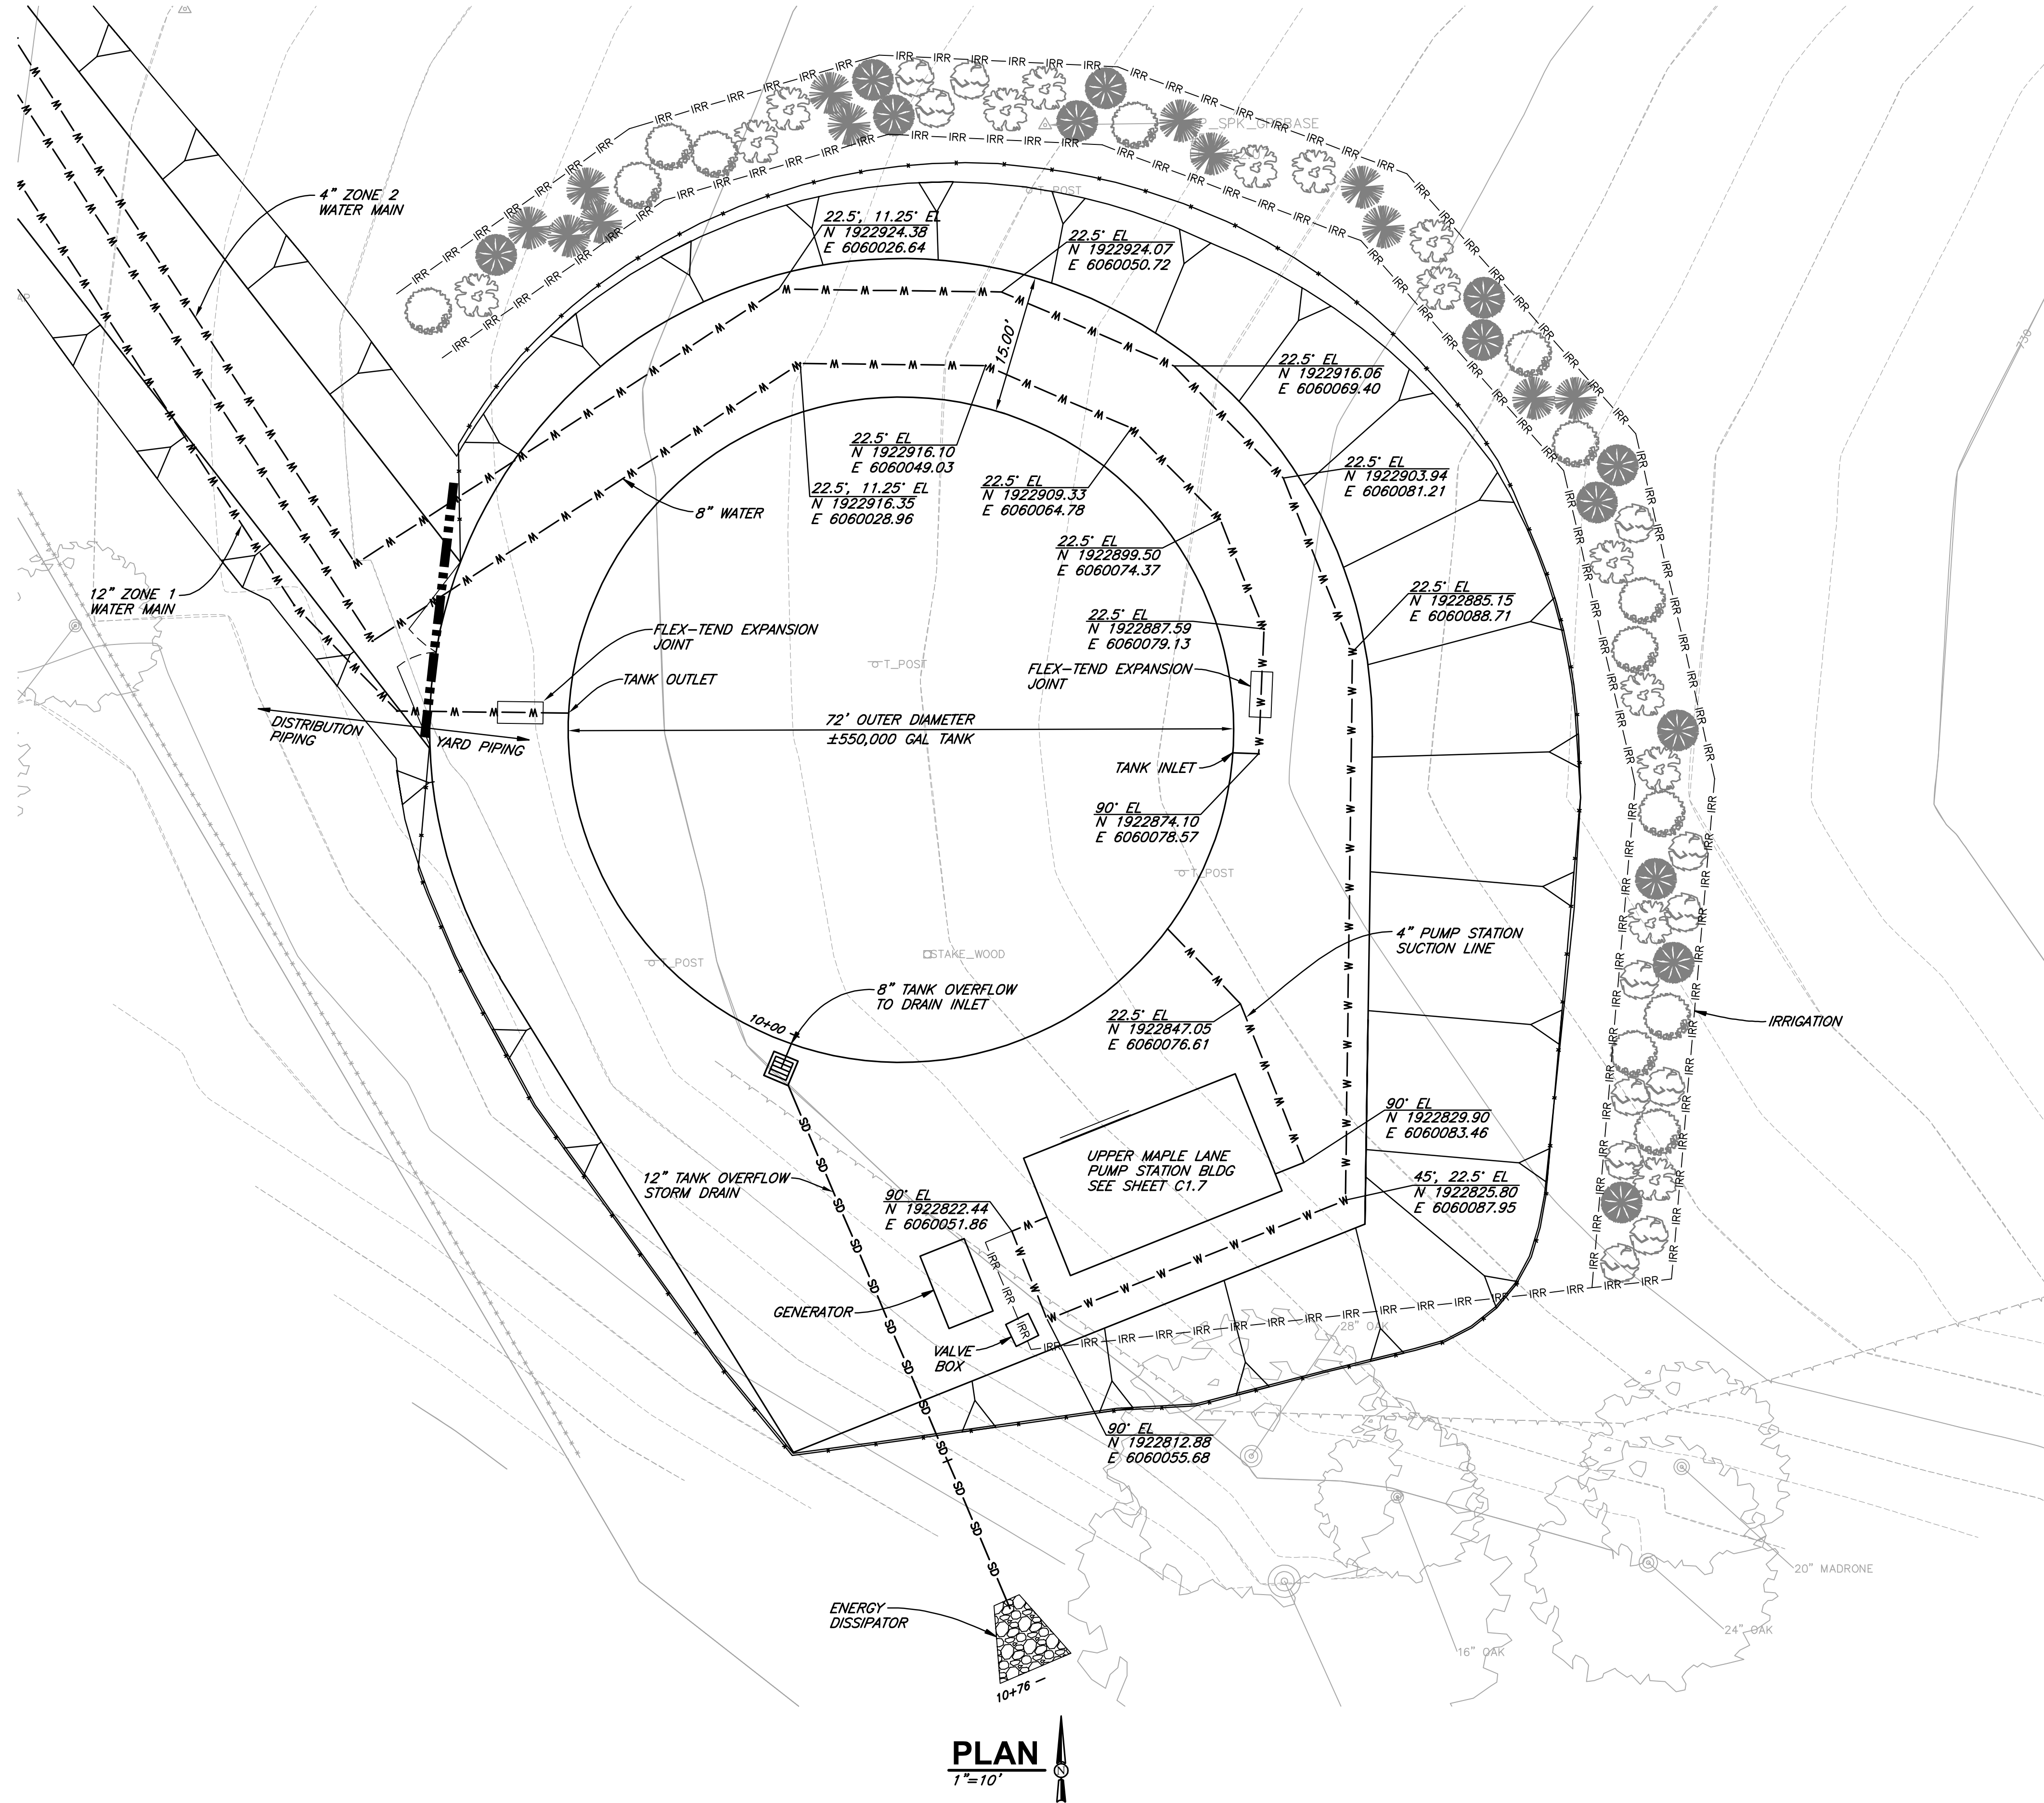 P_SPK_GPSBASE
T_POST
4" ZONE 2
WATER MAIN
22.5°, 11.25° EL
N 1922924.38
E 6060026.64
22.5° EL
N 1922924.07
E 6060050.72
15.00'
22.5° EL
N 1922916.06
E 6060069.40
22.5° EL
N 1922916.10
E 6060049.03
22.5°, 11.25° EL
N 1922916.35
E 6060028.96
22.5° EL
N 1922909.33
E 6060064.78
22.5° EL
N 1922903.94
E 6060081.21
8" WATER
22.5° EL
N 1922899.50
E 6060074.37
12" ZONE 1
WATER MAIN
22.5° EL
N 1922885.15
E 6060088.71
22.5° EL
N 1922887.59
E 6060079.13
FLEX-TEND EXPANSION
JOINT
T_POST
FLEX-TEND EXPANSION
JOINT
TANK OUTLET
DISTRIBUTION
PIPING
YARD PIPING
72' OUTER DIAMETER
±550,000 GAL TANK
TANK INLET
90° EL
N 1922874.10
E 6060078.57
T_POST
4" PUMP STATION
SUCTION LINE
STAKE_WOOD
T_POST
8" TANK OVERFLOW
TO DRAIN INLET
10+00
22.5° EL
N 1922847.05
E 6060076.61
IRRIGATION
90° EL
N 1922829.90
E 6060083.46
UPPER MAPLE LANE
PUMP STATION BLDG
SEE SHEET C1.7
12" TANK OVERFLOW
STORM DRAIN
90° EL
N 1922822.44
E 6060051.86
45°, 22.5° EL
N 1922825.80
E 6060087.95
GENERATOR
VALVE
BOX
28" OAK
90° EL
N 1922812.88
E 6060055.68
20" MADRONE
ENERGY
DISSIPATOR
24" OAK
16" OAK
10+76
PLAN
1"=10'
N